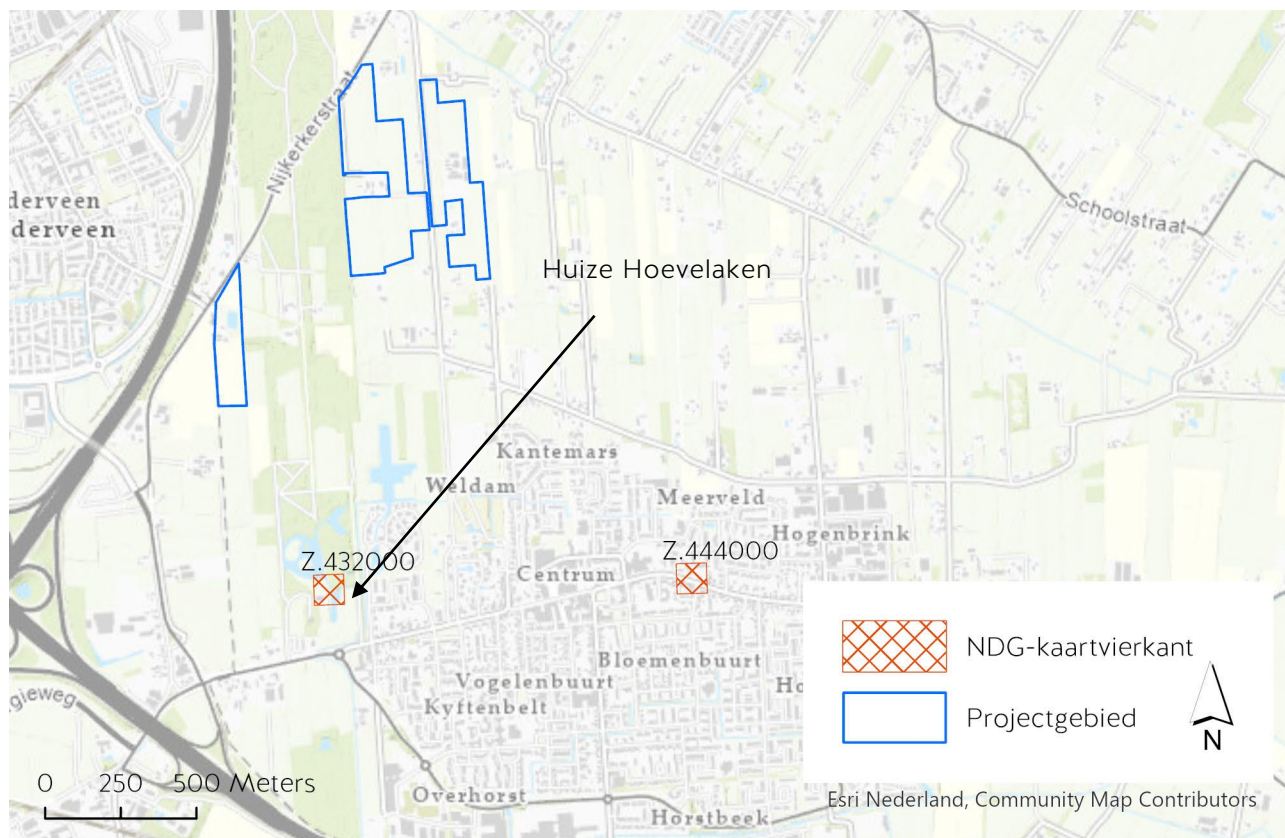 Nijkerkerstraat
derveen
derveen
Schoolstraat
Huize Hoevelaken
Kantemars
Weldam
Meerveld
Hogenbrink
Z.432000
Z.444000
Centrum
Bloemenbuurt
Vogelenbuurt
Kyftenbelt
Ho
gieweg
Overhorst
Horstbeek
NDG-kaartvierkant
Projectgebied
N
0 250 500 Meters
Esri Nederland, Community Map Contributors